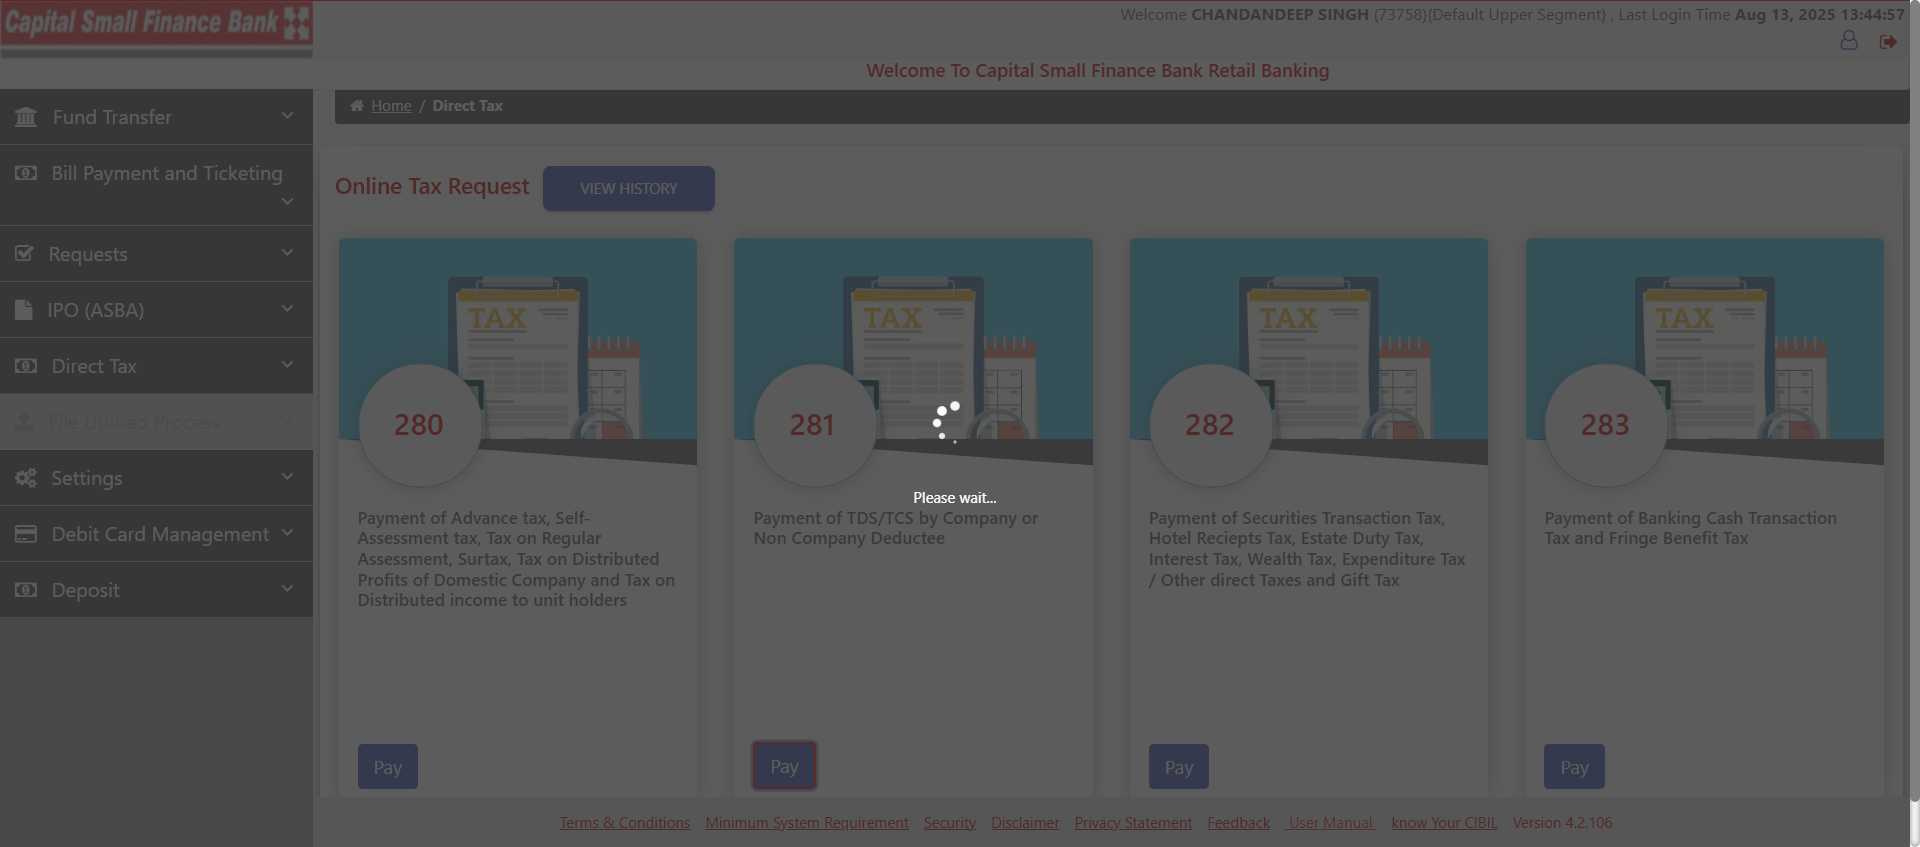 Capital Small Finance Bank
Welcome CHANDANDEEP SINGH (73758){Default Upper Segment} , Last Login Time Aug 13, 2025 13:44:57
Welcome To Capital Small Finance Bank Retail Banking
Home / Direct Tax
Fund Transfer
Bill Payment and Ticketing
Requests
IPO (ASBA)
Direct Tax
File Upload Process
Settings
Debit Card Management
Deposit
Online Tax Request
VIEW HISTORY
TAX
280
Payment of Advance tax, Self-
Assessment tax, Tax on Regular
Assessment, Surtax, Tax on Distributed
Profits of Domestic Company and Tax on
Distributed income to unit holders
Pay
TAX
281
Please wait...
Payment of TDS/TCS by Company or
Non Company Deductee
Pay
TAX
282
Payment of Securities Transaction Tax,
Hotel Reciepts Tax, Estate Duty Tax,
Interest Tax, Wealth Tax, Expenditure Tax
/ Other direct Taxes and Gift Tax
Pay
TAX
283
Payment of Banking Cash Transaction
Tax and Fringe Benefit Tax
Pay
Terms & Conditions Minimum System Requirement Security Disclaimer Privacy Statement Feedback User Manual know Your CIBIL Version 4.2.106